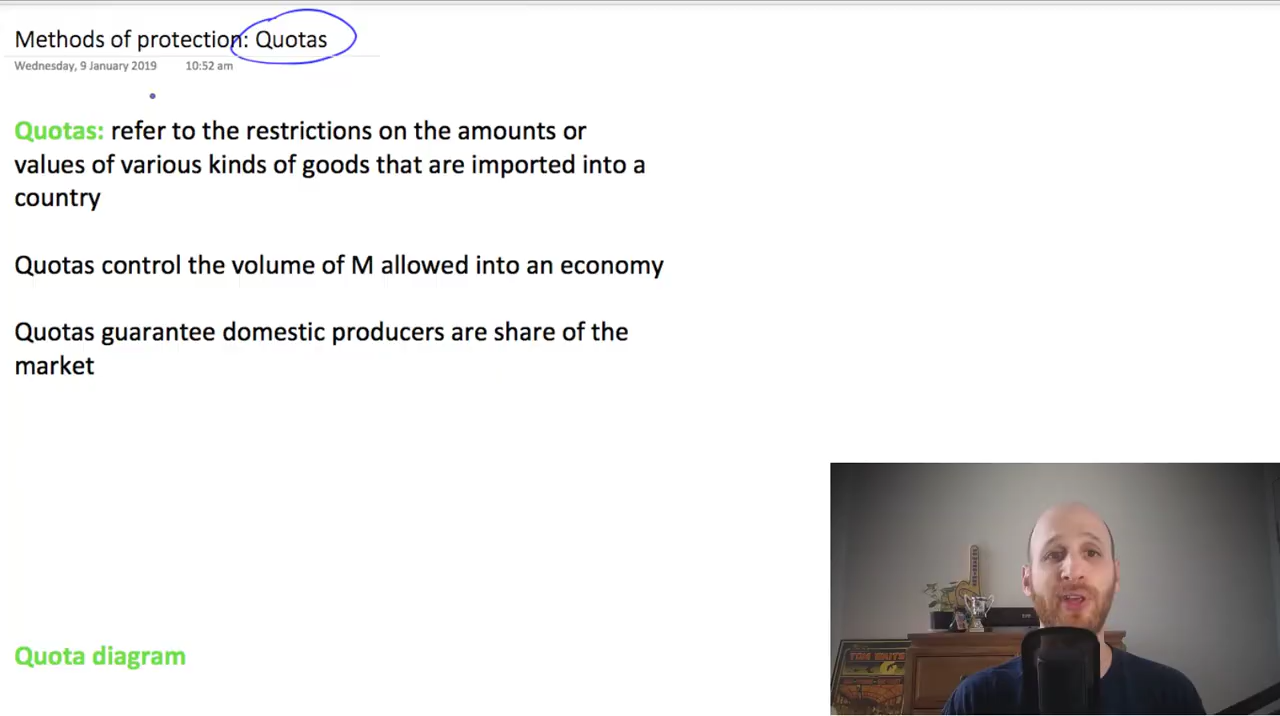 Methods of protection: Quotas
Wednesday, 9 January 2019 10:52 am
Quotas: refer to the restrictions on the amounts or
values of various kinds of goods that are imported into a
country
Quotas control the volume of M allowed into an economy
Quotas guarantee domestic producers are share of the
market
Quota diagram